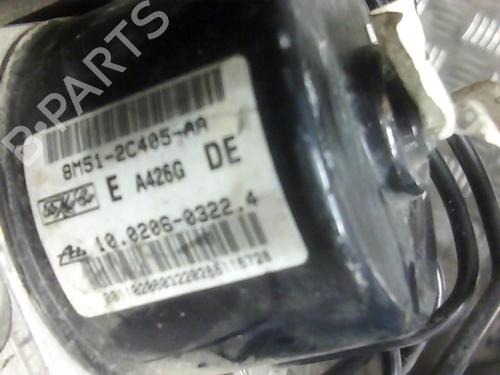 B-PARTS
8M51-2C405-AA
E A426G DE
10.0206-0322.4